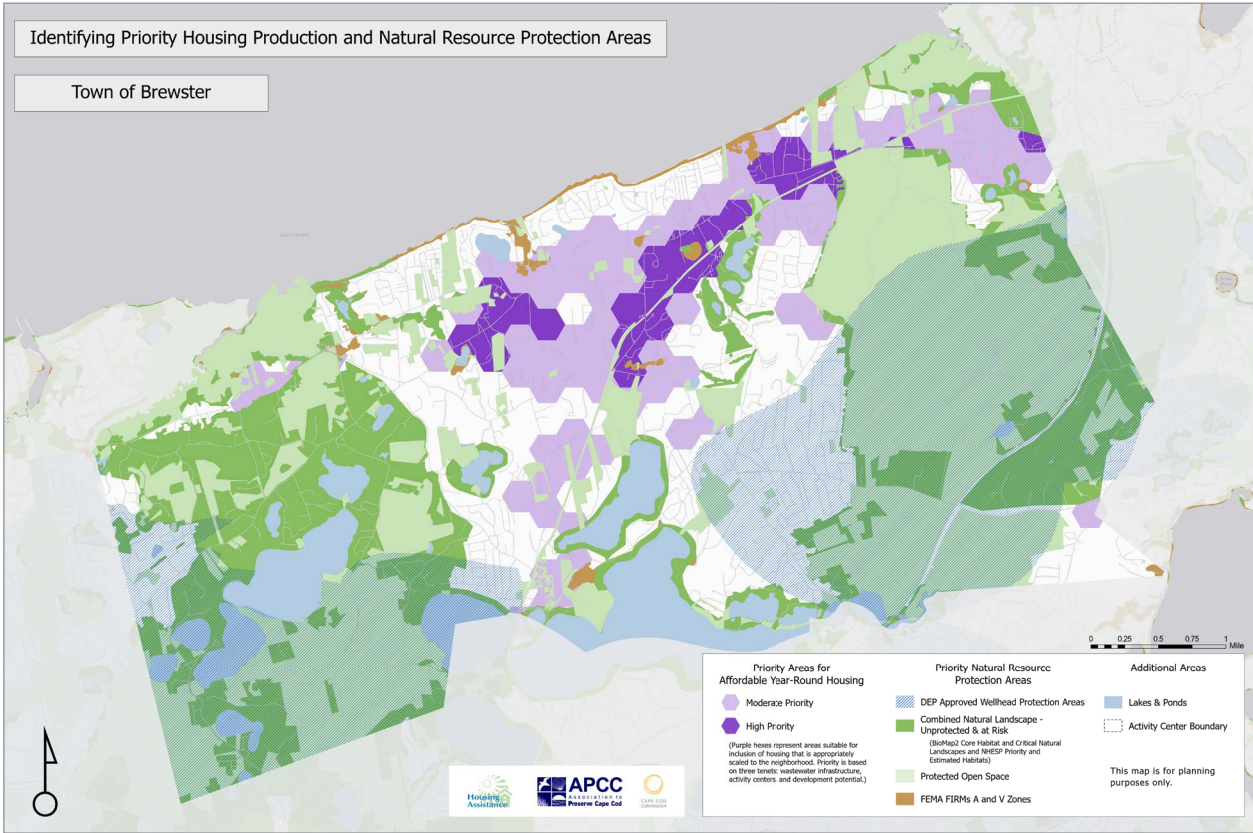 Identifying Priority Housing Production and Natural Resource Protection Areas
Town of Brewster
0 0.25 0.5 0.75 1
Mile
Priority Areas for
Affordable Year-Round Housing
Moderate Priority
High Priority
(Purple hexes represent areas suitable for
inclusion of housing that is appropriately
scaled to the neighborhood. Priority is based
on three tenets: wastewater infrastructure,
activity centers and development potential.)
Priority Natural Resource
Protection Areas
DEP Approved Wellhead Protection Areas
Combined Natural Landscape -
Unprotected & at Risk
(BioMap2 Core Habitat and Critical Natural
Landscapes and NHESP Priority and
Estimated Habitats)
Protected Open Space
FEMA FIRMs A and V Zones
Additional Areas
Lakes & Ponds
Activity Center Boundary
This map is for planning
purposes only.
Housing
Assistance
APCC
Association to
Preserve Cape Cod
CAPE COD
COMMISSION